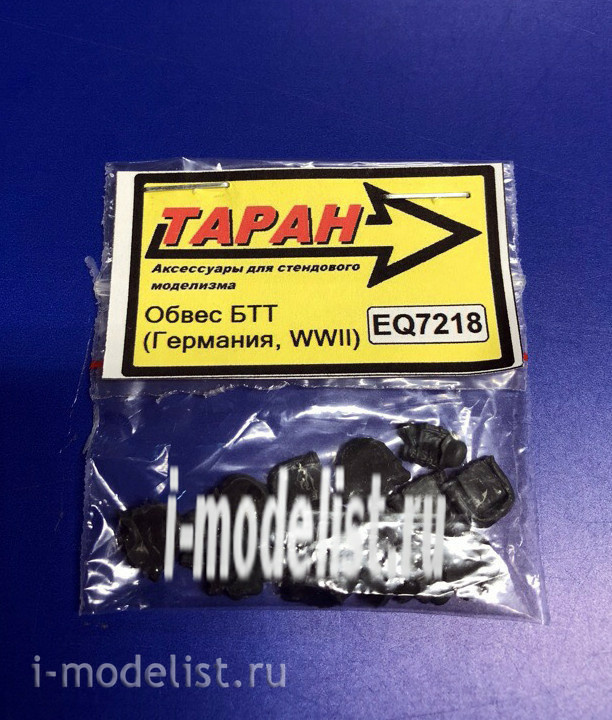 ТАРАН
Аксессуары для стендового
моделизма
Обвес БТТ
(Германия, WWII)
EQ7218
i-modelist.ru
i-modelist.ru